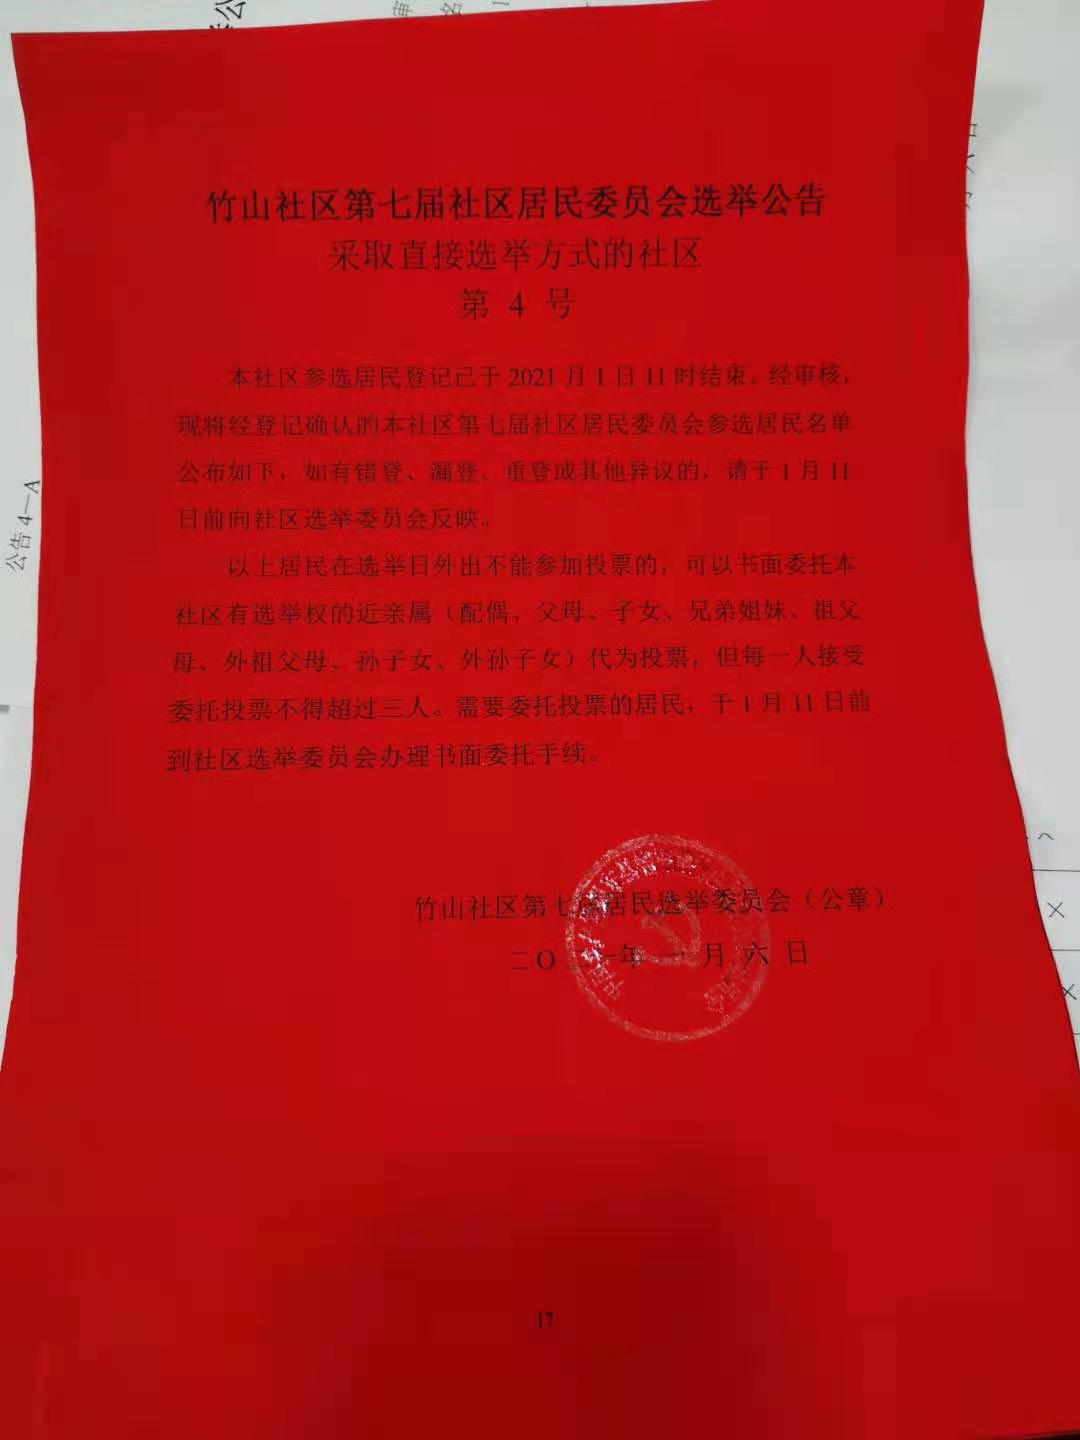 竹山社区第七届社区居民委员会选举公告
采取直接选举方式的社区
第 4 号
本社区参选居民登记已于 2021 月 1 日 11 时结束。经审核，
现将经登记确认的本社区第七届社区居民委员会参选居民名单
公布如下，如有错登、漏登、重登或其他异议的，请于 1 月 11
日前向社区选举委员会反映。
以上居民在选举日外出不能参加投票的，可以书面委托本
社区有选举权的近亲属（配偶、父母、子女、兄弟姐妹、祖父
母、外祖父母、孙子女、外孙子女）代为投票，但每一人接受
委托投票不得超过三人。需要委托投票的居民，于 1 月 11 日前
到社区选举委员会办理书面委托手续。
竹山社区第七届居民选举委员会（公章）
二〇二一年 一 月 六 日
17
公告 4—A